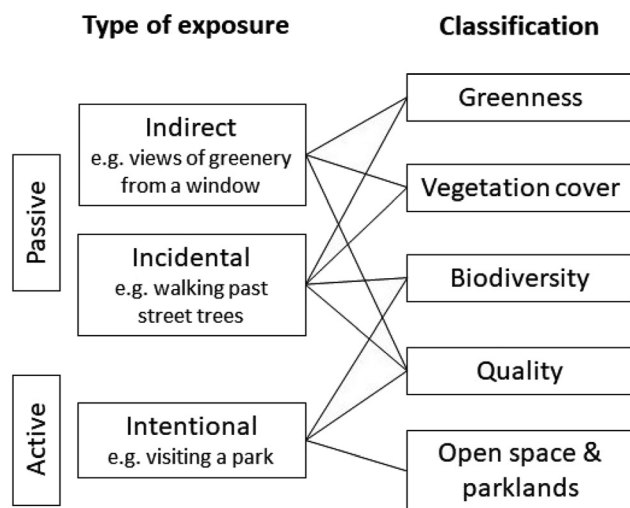 Type of exposure
Classification
Passive
Indirect
e.g. views of greenery
from a window
Incidental
e.g. walking past
street trees
Active
Intentional
e.g. visiting a park
Greenness
Vegetation cover
Biodiversity
Quality
Open space &
parklands